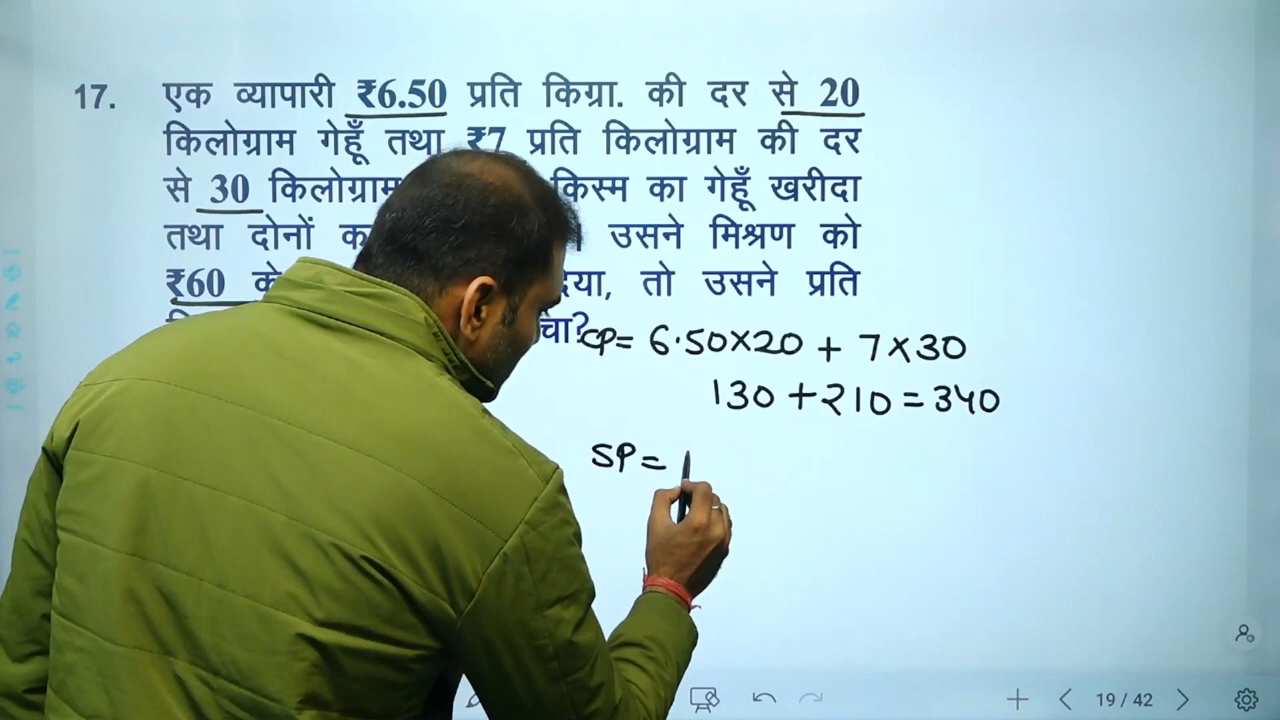 17. एक व्यापारी ₹6.50 प्रति किग्रा. की दर से 20
किलोग्राम गेहूँ तथा ₹7 प्रति किलोग्राम की दर
से 30 किलोग्राम किस्म का गेहूँ खरीदा
तथा दोनों उसने मिश्रण को
₹60 तो उसने प्रति
CP= 6.50×20 + 7×30
130 + 210 = 340
SP=
19 / 42